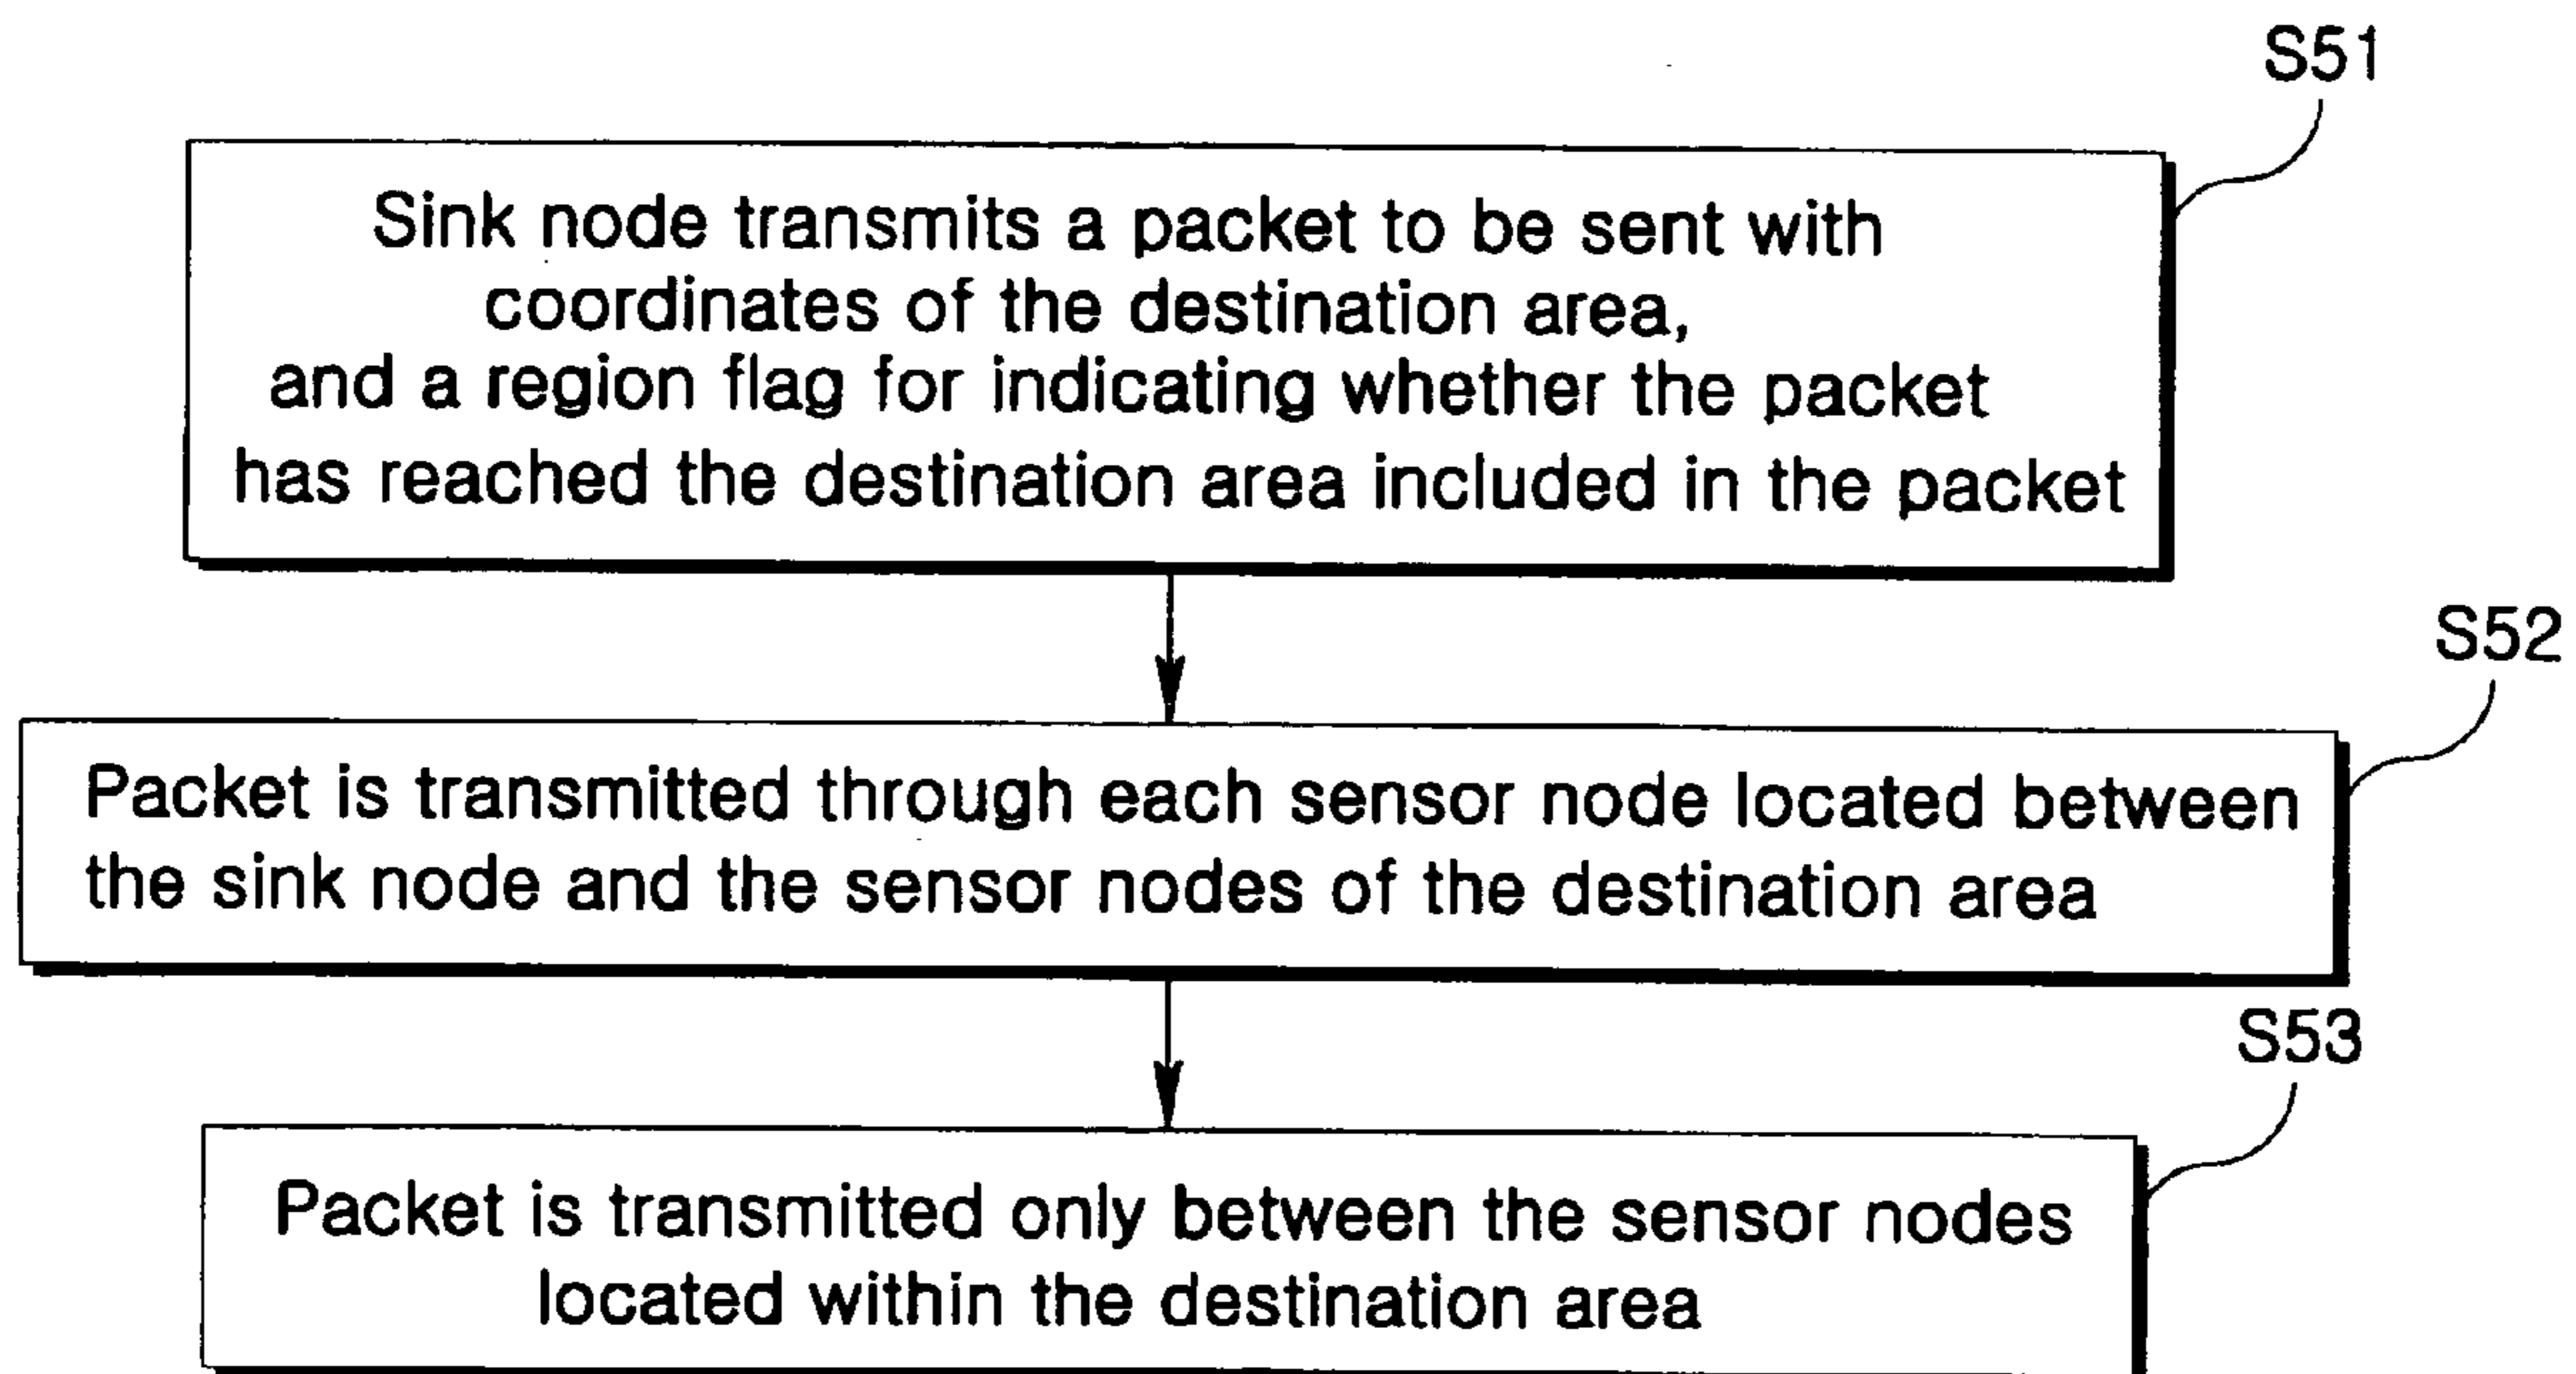 S51
Sink node transmits a packet to be sent with
coordinates of the destination area,
and a region flag for indicating whether the packet
has reached the destination area included in the packet
S52
Packet is transmitted through each sensor node located between
the sink node and the sensor nodes of the destination area
S53
Packet is transmitted only between the sensor nodes
located within the destination area